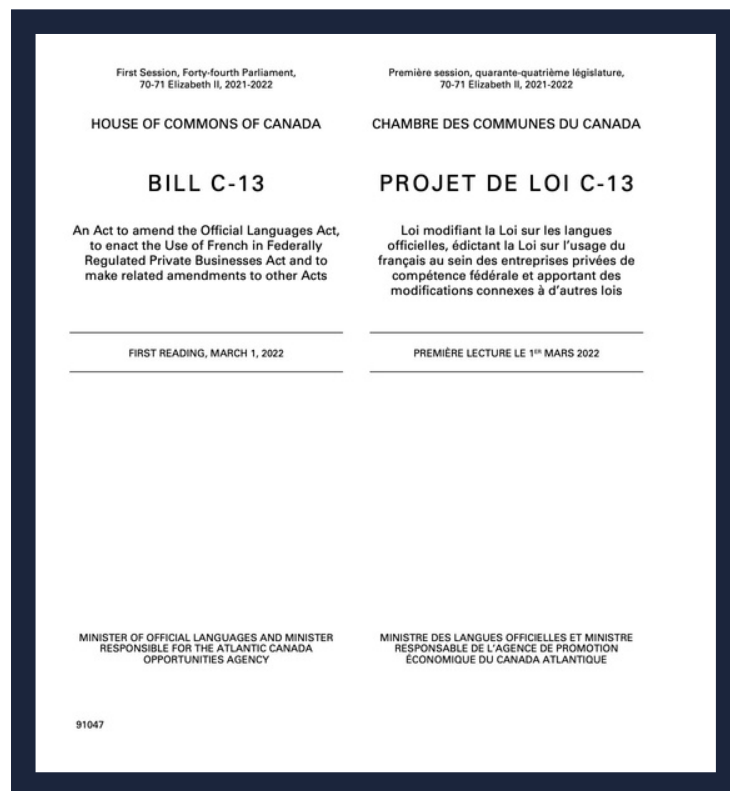 First Session, Forty-fourth Parliament,
70-71 Elizabeth II, 2021-2022
HOUSE OF COMMONS OF CANADA
BILL C-13
An Act to amend the Official Languages Act,
to enact the Use of French in Federally
Regulated Private Businesses Act and to
make related amendments to other Acts
FIRST READING, MARCH 1, 2022
MINISTER OF OFFICIAL LANGUAGES AND MINISTER
RESPONSIBLE FOR THE ATLANTIC CANADA
OPPORTUNITIES AGENCY
91047
Première session, quarante-quatrième législature,
70-71 Elizabeth II, 2021-2022
CHAMBRE DES COMMUNES DU CANADA
PROJET DE LOI C-13
Loi modifiant la Loi sur les langues
officielles, édictant la Loi sur l’usage du
français au sein des entreprises privées de
compétence fédérale et apportant des
modifications connexes à d’autres lois
PREMIÈRE LECTURE LE 1ER MARS 2022
MINISTRE DES LANGUES OFFICIELLES ET MINISTRE
RESPONSABLE DE L’AGENCE DE PROMOTION
ÉCONOMIQUE DU CANADA ATLANTIQUE